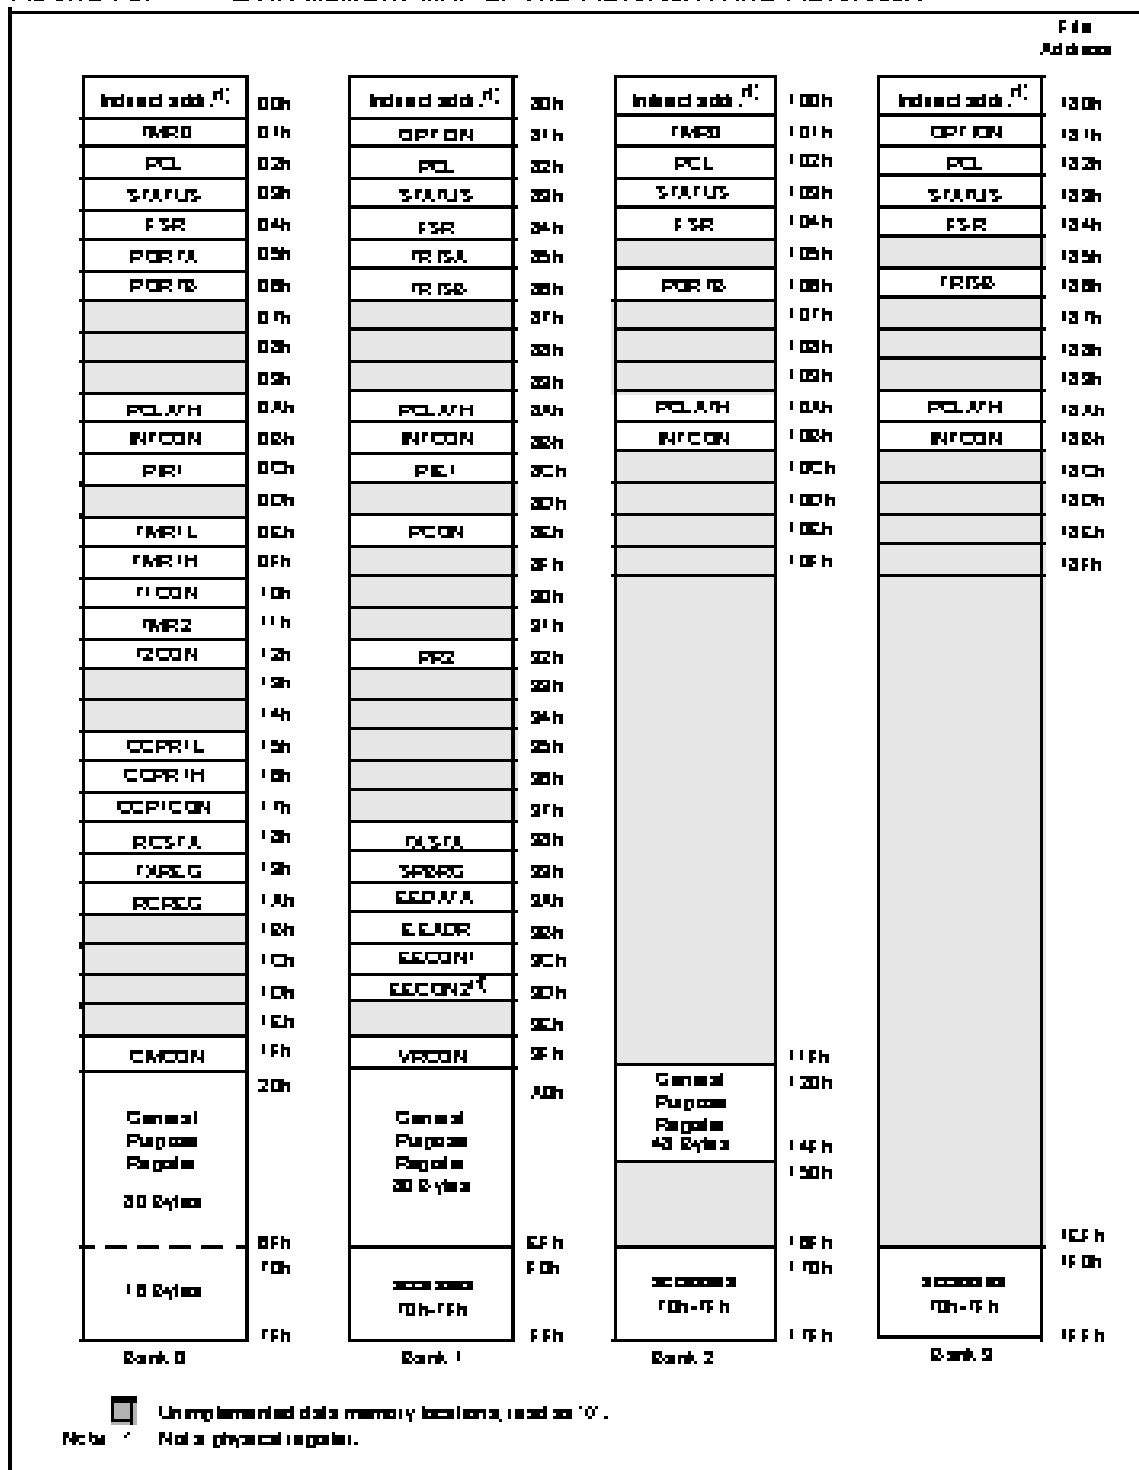 File
Address
Indirect addr.(1) 00h
TMR0 01h
PCL 02h
STATUS 03h
FSR 04h
PORTA 05h
PORTB 06h
07h
08h
09h
PCLATH 0Ah
INTCON 0Bh
PIR1 0Ch
0Dh
TMR1L 0Eh
TMR1H 0Fh
T1CON 10h
TMR2 11h
T2CON 12h
13h
14h
CCPR1L 15h
CCPR1H 16h
CCP1CON 17h
RCSTA 18h
TXREG 19h
RCREG 1Ah
1Bh
1Ch
1Dh
1Eh
CMCON 1Fh
20h
General
Purpose
Register
80 Bytes
6Fh
70h
16 Bytes
7Fh
Bank 0
Indirect addr.(1) 80h
OPTION 81h
PCL 82h
STATUS 83h
FSR 84h
TRISA 85h
TRISB 86h
87h
88h
89h
PCLATH 8Ah
INTCON 8Bh
PIE1 8Ch
8Dh
PCON 8Eh
8Fh
90h
91h
PR2 92h
93h
94h
95h
96h
97h
TXSTA 98h
SPBRG 99h
EEDATA 9Ah
EEADR 9Bh
EECON1 9Ch
EECON2(1) 9Dh
9Eh
VRCON 9Fh
A0h
General
Purpose
Register
80 Bytes
EFh
F0h
accesses
70h-7Fh
FFh
Bank 1
Indirect addr.(1) 100h
TMR0 101h
PCL 102h
STATUS 103h
FSR 104h
105h
PORTB 106h
107h
108h
109h
PCLATH 10Ah
INTCON 10Bh
10Ch
10Dh
10Eh
10Fh
11Fh
General 120h
Purpose
Register
48 Bytes 14Fh
150h
16Fh
170h
accesses
70h-7Fh
17Fh
Bank 2
Indirect addr.(1) 180h
OPTION 181h
PCL 182h
STATUS 183h
FSR 184h
185h
TRISB 186h
187h
188h
189h
PCLATH 18Ah
INTCON 18Bh
18Ch
18Dh
18Eh
18Fh
1EFh
1F0h
accesses
70h-7Fh
1FFh
Bank 3
Unimplemented data memory locations, read as '0'.
Note 1 Not a physical register.